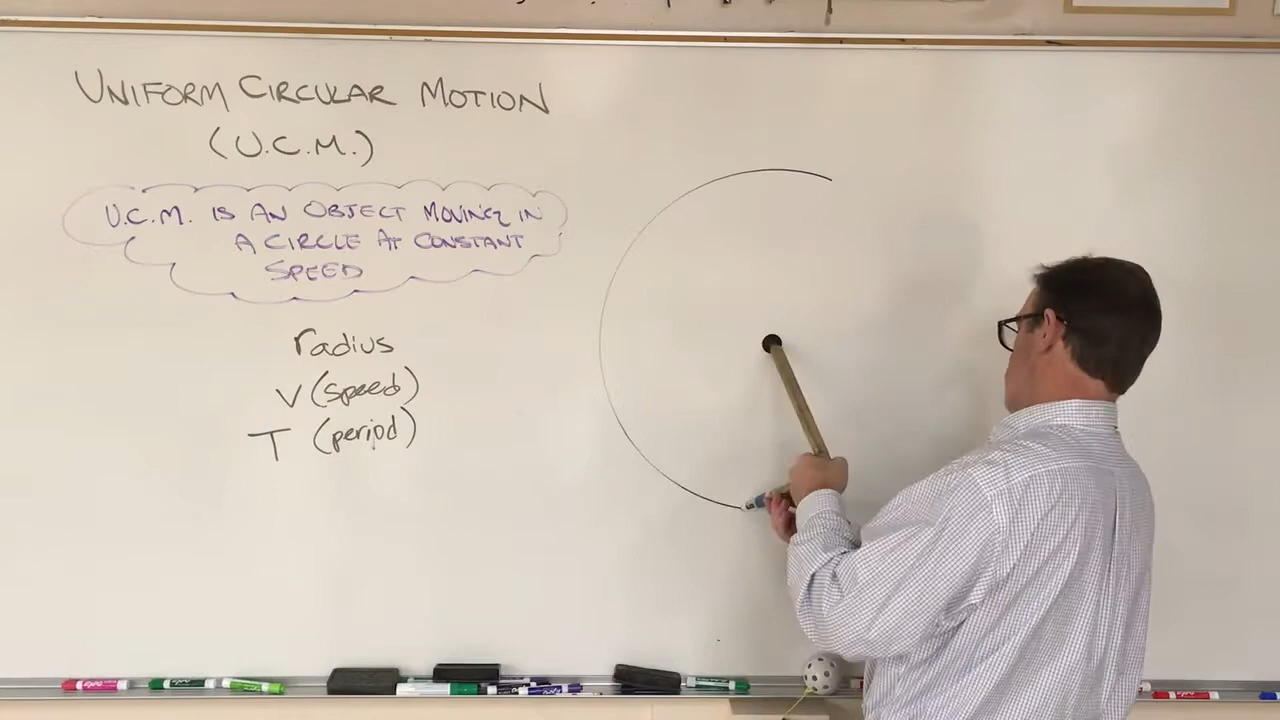 UNIFORM CIRCULAR MOTION
(U.C.M.)
U.C.M. IS AN OBJECT MOVING IN
A CIRCLE AT CONSTANT
SPEED
radius
V (speed)
T (period)